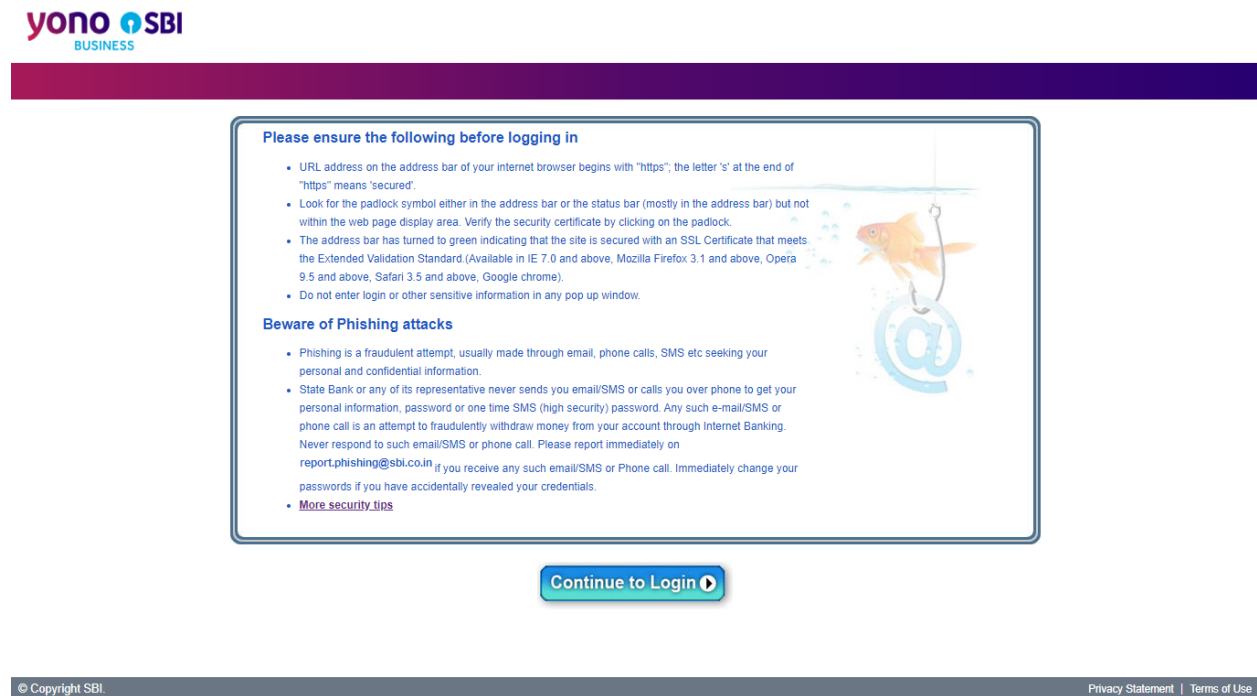 yono SBI
BUSINESS
Please ensure the following before logging in
• URL address on the address bar of your internet browser begins with "https"; the letter 's' at the end of
"https" means 'secured'.
• Look for the padlock symbol either in the address bar or the status bar (mostly in the address bar) but not
within the web page display area. Verify the security certificate by clicking on the padlock.
• The address bar has turned to green indicating that the site is secured with an SSL Certificate that meets
the Extended Validation Standard.(Available in IE 7.0 and above, Mozilla Firefox 3.1 and above, Opera
9.5 and above, Safari 3.5 and above, Google chrome).
• Do not enter login or other sensitive information in any pop up window.
Beware of Phishing attacks
• Phishing is a fraudulent attempt, usually made through email, phone calls, SMS etc seeking your
personal and confidential information.
• State Bank or any of its representative never sends you email/SMS or calls you over phone to get your
personal information, password or one time SMS (high security) password. Any such e-mail/SMS or
phone call is an attempt to fraudulently withdraw money from your account through Internet Banking.
Never respond to such email/SMS or phone call. Please report immediately on
report.phishing@sbi.co.in if you receive any such email/SMS or Phone call. Immediately change your
passwords if you have accidentally revealed your credentials.
• More security tips
@
Continue to Login
© Copyright SBI.
Privacy Statement | Terms of Use